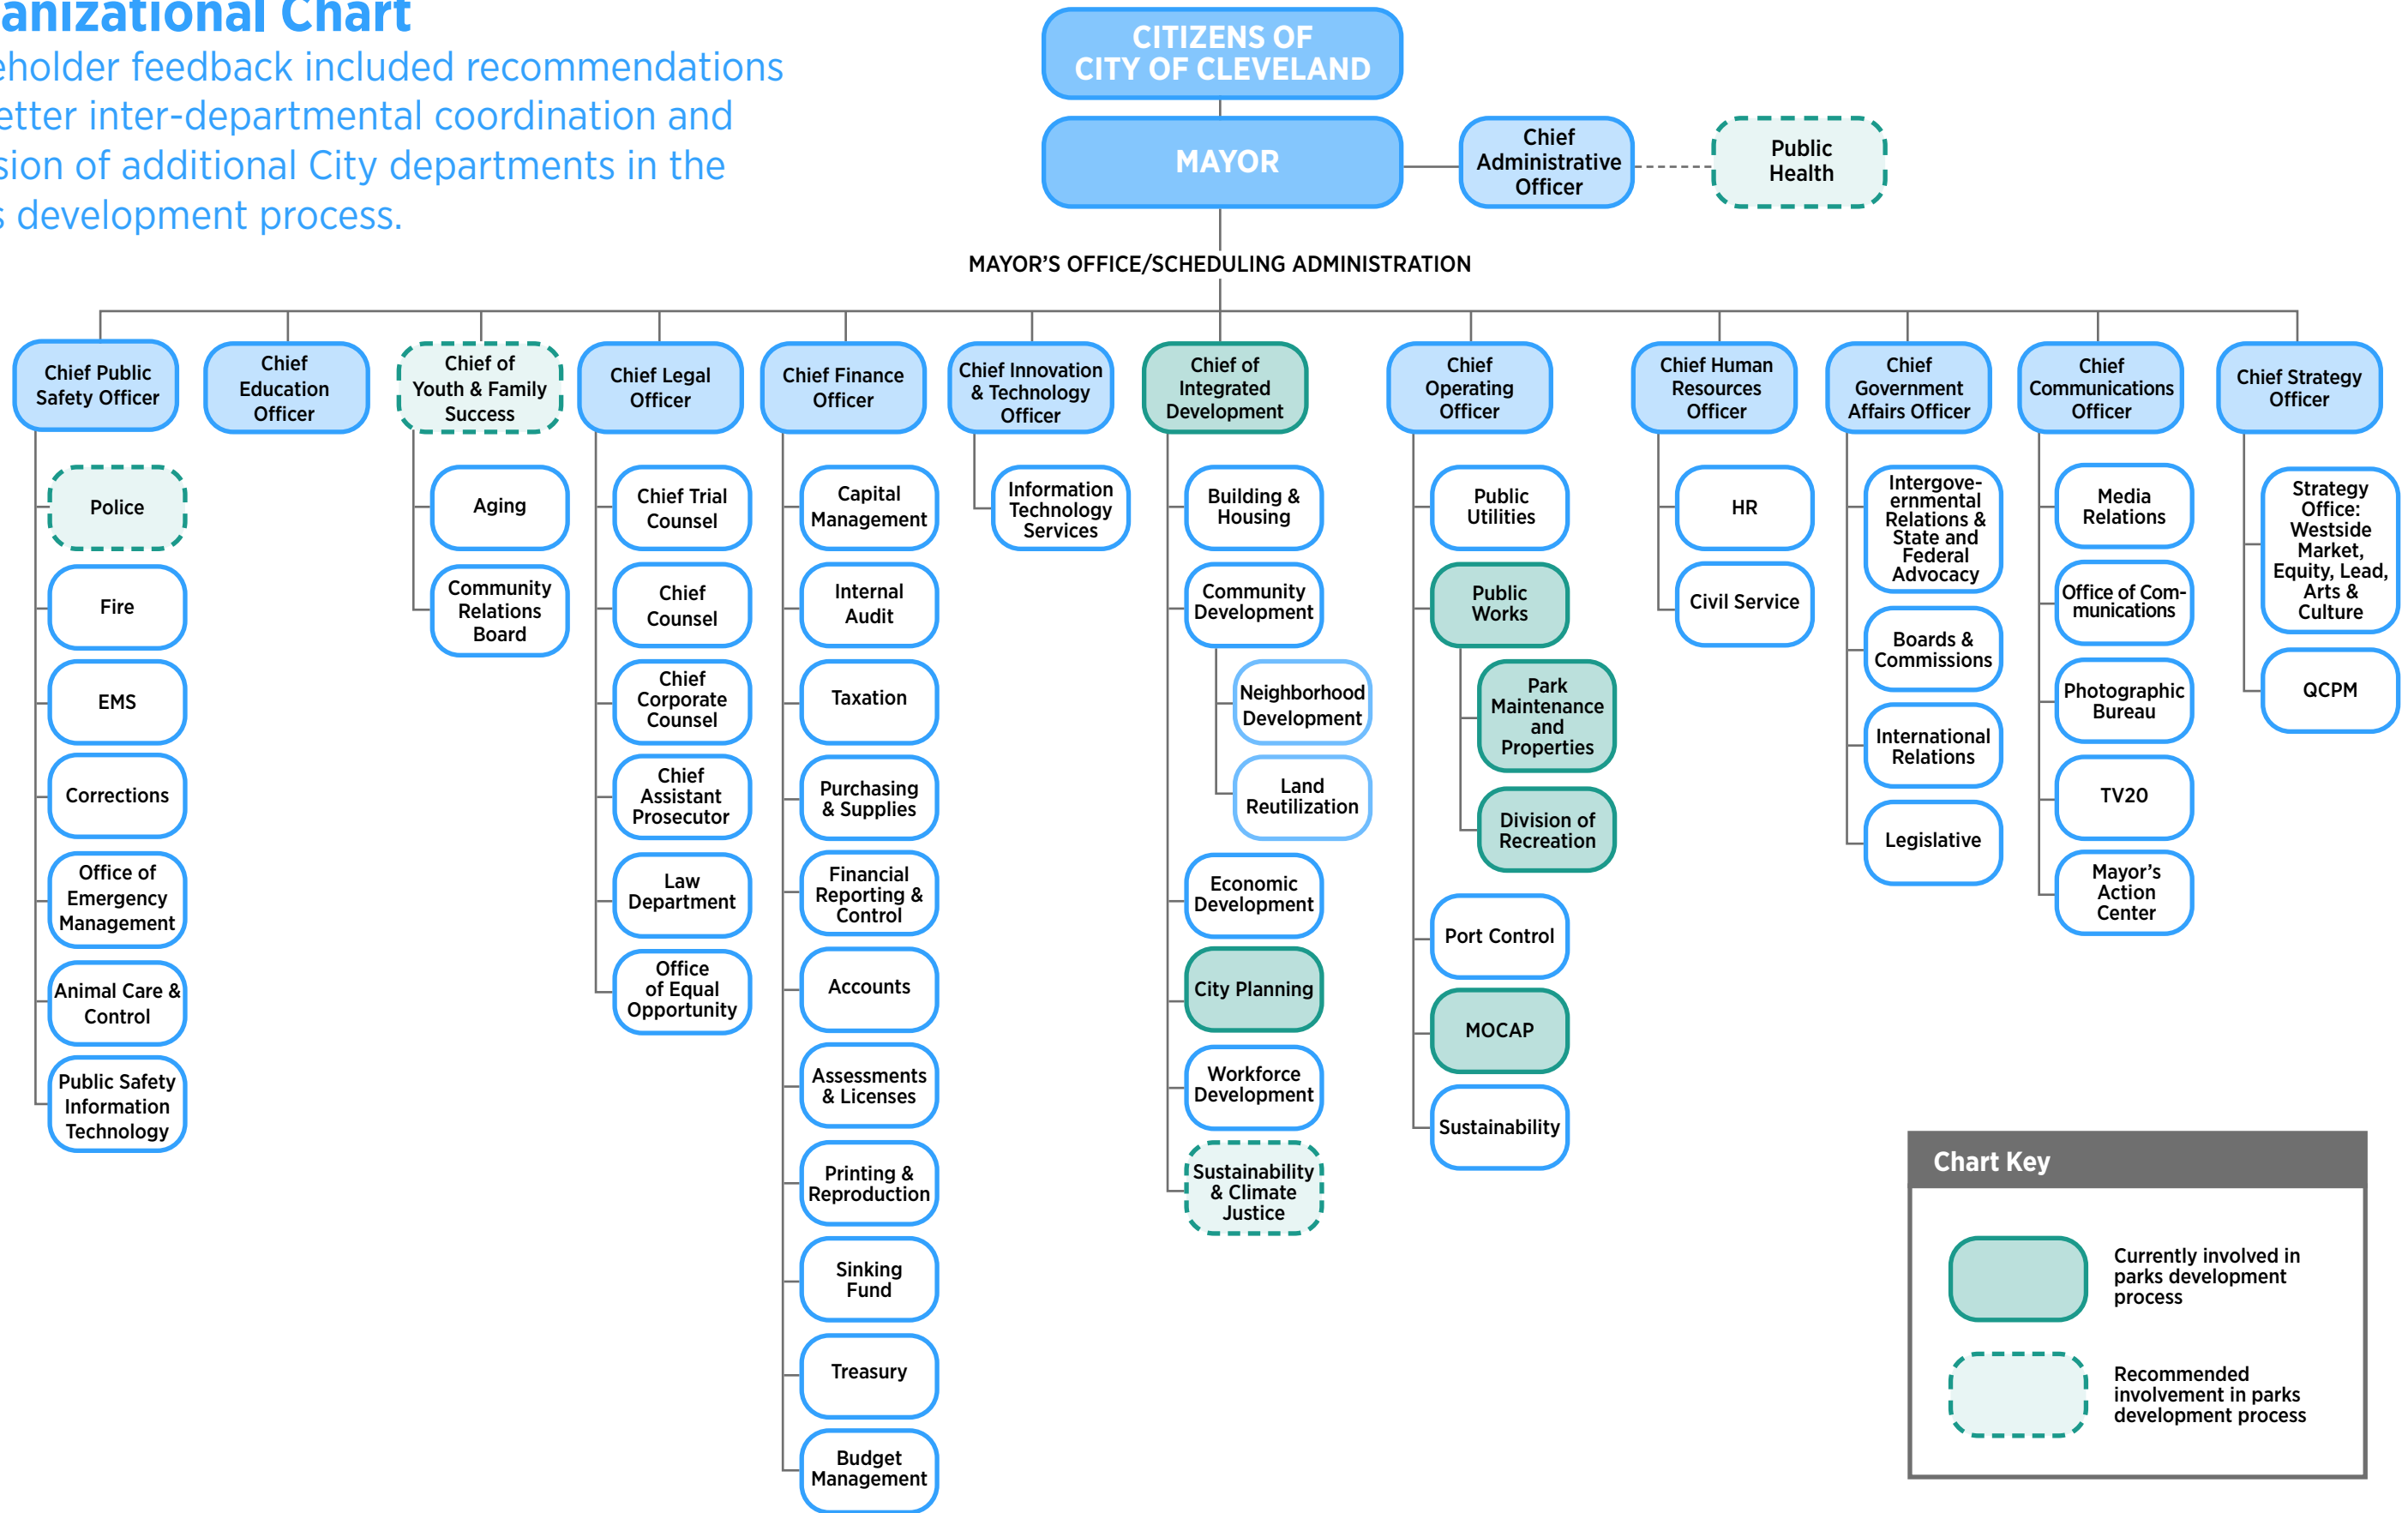 anizational Chart
eholder feedback included recommendations
etter inter-departmental coordination and
sion of additional City departments in the
s development process.
CITIZENS OF
CITY OF CLEVELAND
MAYOR
Chief
Administrative
Officer
Public
Health
MAYOR’S OFFICE/SCHEDULING ADMINISTRATION
Chief Public
Safety Officer
Police
Fire
EMS
Corrections
Office of
Emergency
Management
Animal Care &
Control
Public Safety
Information
Technology
Chief
Education
Officer
Chief of
Youth & Family
Success
Aging
Community
Relations
Board
Chief Legal
Officer
Chief Trial
Counsel
Chief
Counsel
Chief
Corporate
Counsel
Chief
Assistant
Prosecutor
Law
Department
Office
of Equal
Opportunity
Chief Finance
Officer
Capital
Management
Internal
Audit
Taxation
Purchasing
& Supplies
Financial
Reporting &
Control
Accounts
Assessments
& Licenses
Printing &
Reproduction
Sinking
Fund
Treasury
Budget
Management
Chief Innovation
& Technology
Officer
Information
Technology
Services
Chief of
Integrated
Development
Building &
Housing
Community
Development
Neighborhood
Development
Land
Reutilization
Economic
Development
City Planning
Workforce
Development
Sustainability
& Climate
Justice
Chief
Operating
Officer
Public
Utilities
Public
Works
Park
Maintenance
and
Properties
Division of
Recreation
Port Control
MOCAP
Sustainability
Chief Human
Resources
Officer
HR
Civil Service
Chief
Government
Affairs Officer
Intergove-
ernmental
Relations &
State and
Federal
Advocacy
Boards &
Commissions
International
Relations
Legislative
Chief
Communications
Officer
Media
Relations
Office of Com-
munications
Photographic
Bureau
TV20
Mayor’s
Action
Center
Chief Strategy
Officer
Strategy
Office:
Westside
Market,
Equity, Lead,
Arts &
Culture
QCPM
Chart Key
Currently involved in
parks development
process
Recommended
involvement in parks
development process